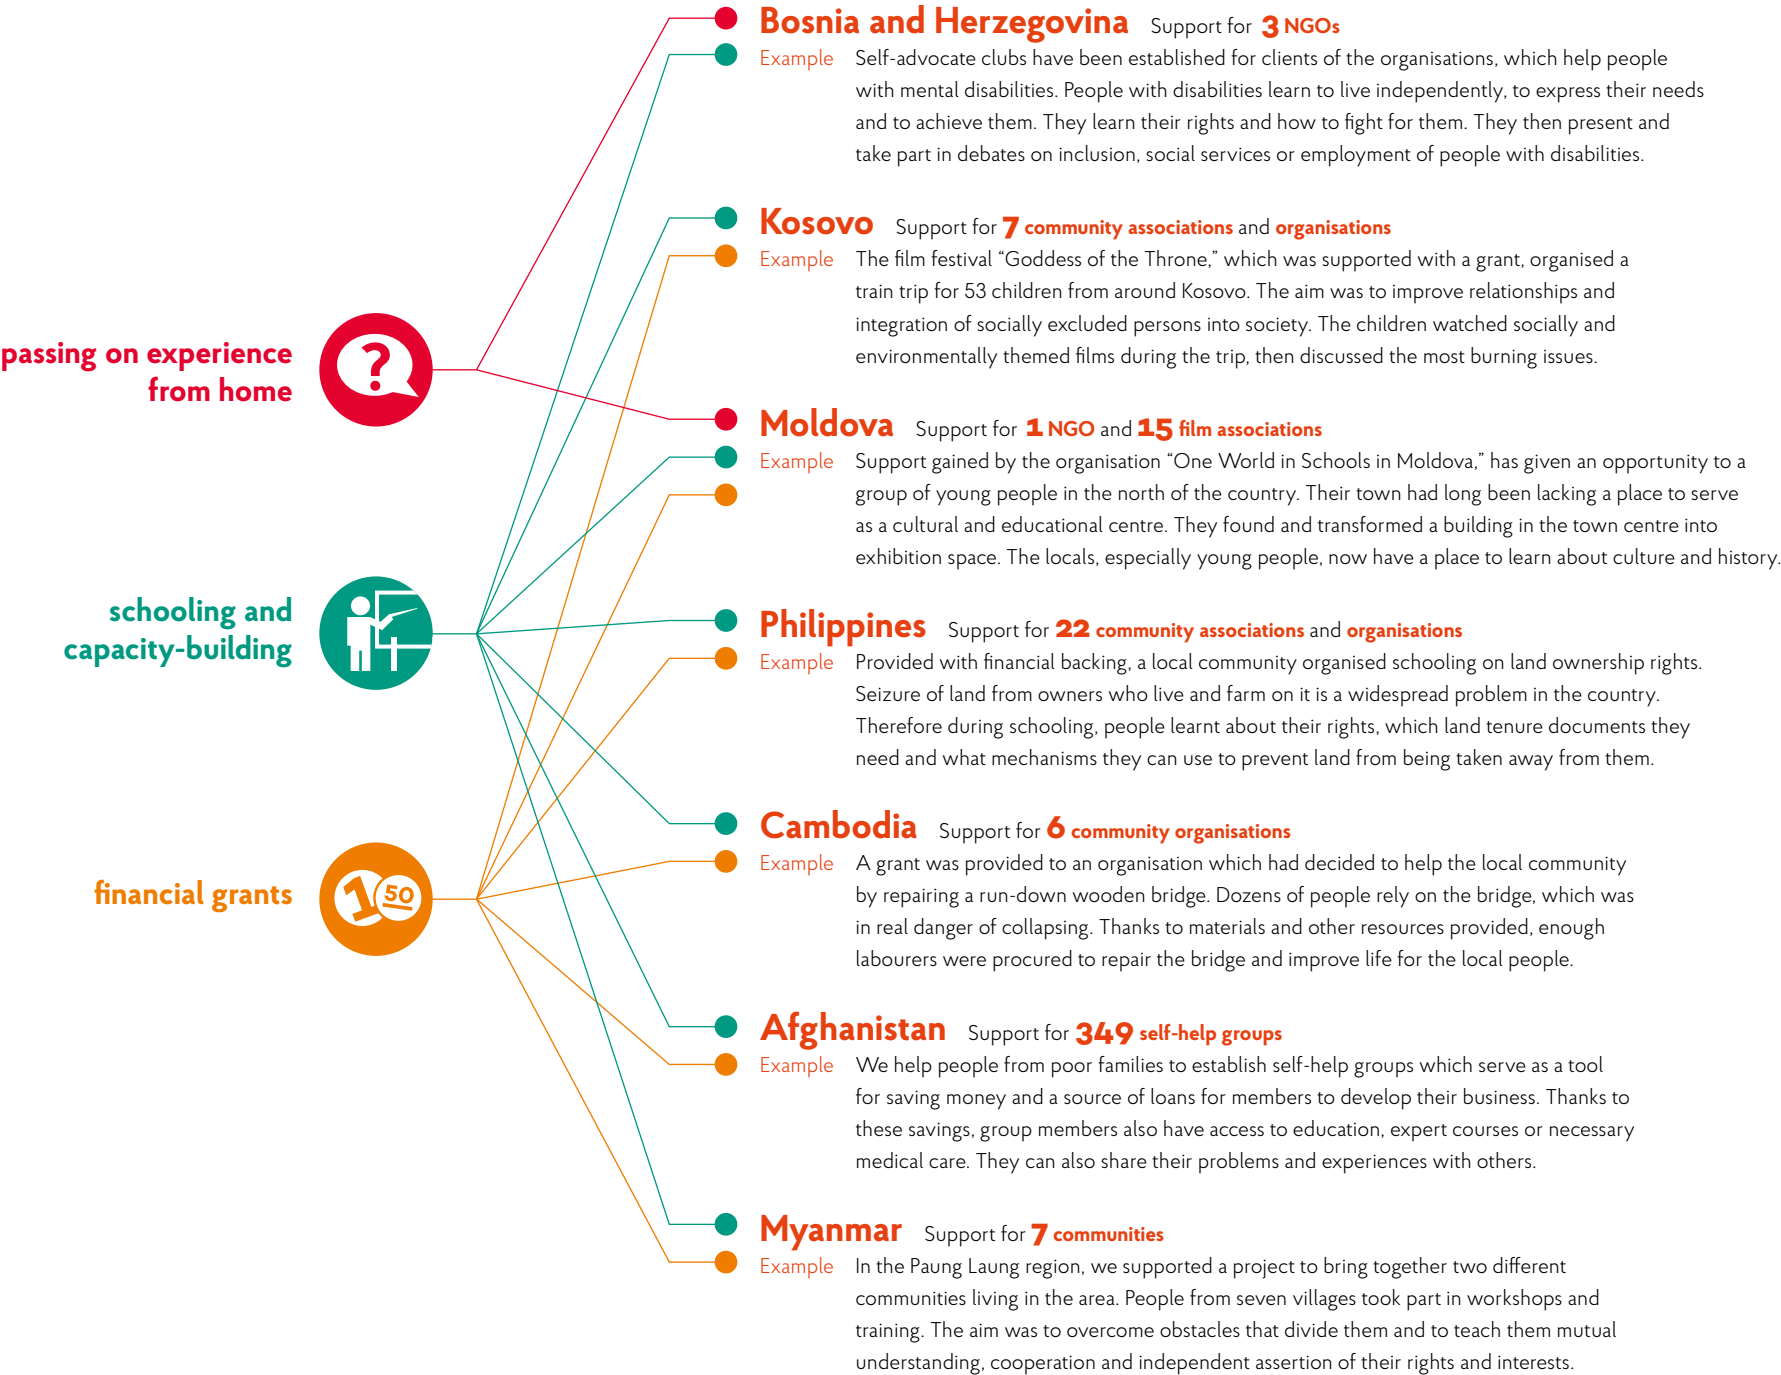 passing on experience
from home
?
schooling and
capacity-building
financial grants
1 50
Bosnia and Herzegovina Support for 3 NGOs
Example Self-advocate clubs have been established for clients of the organisations, which help people
with mental disabilities. People with disabilities learn to live independently, to express their needs
and to achieve them. They learn their rights and how to fight for them. They then present and
take part in debates on inclusion, social services or employment of people with disabilities.
Kosovo Support for 7 community associations and organisations
Example The film festival “Goddess of the Throne,” which was supported with a grant, organised a
train trip for 53 children from around Kosovo. The aim was to improve relationships and
integration of socially excluded persons into society. The children watched socially and
environmentally themed films during the trip, then discussed the most burning issues.
Moldova Support for 1 NGO and 15 film associations
Example Support gained by the organisation “One World in Schools in Moldova,” has given an opportunity to a
group of young people in the north of the country. Their town had long been lacking a place to serve
as a cultural and educational centre. They found and transformed a building in the town centre into
exhibition space. The locals, especially young people, now have a place to learn about culture and history.
Philippines Support for 22 community associations and organisations
Example Provided with financial backing, a local community organised schooling on land ownership rights.
Seizure of land from owners who live and farm on it is a widespread problem in the country.
Therefore during schooling, people learnt about their rights, which land tenure documents they
need and what mechanisms they can use to prevent land from being taken away from them.
Cambodia Support for 6 community organisations
Example A grant was provided to an organisation which had decided to help the local community
by repairing a run-down wooden bridge. Dozens of people rely on the bridge, which was
in real danger of collapsing. Thanks to materials and other resources provided, enough
labourers were procured to repair the bridge and improve life for the local people.
Afghanistan Support for 349 self-help groups
Example We help people from poor families to establish self-help groups which serve as a tool
for saving money and a source of loans for members to develop their business. Thanks to
these savings, group members also have access to education, expert courses or necessary
medical care. They can also share their problems and experiences with others.
Myanmar Support for 7 communities
Example In the Paung Laung region, we supported a project to bring together two different
communities living in the area. People from seven villages took part in workshops and
training. The aim was to overcome obstacles that divide them and to teach them mutual
understanding, cooperation and independent assertion of their rights and interests.